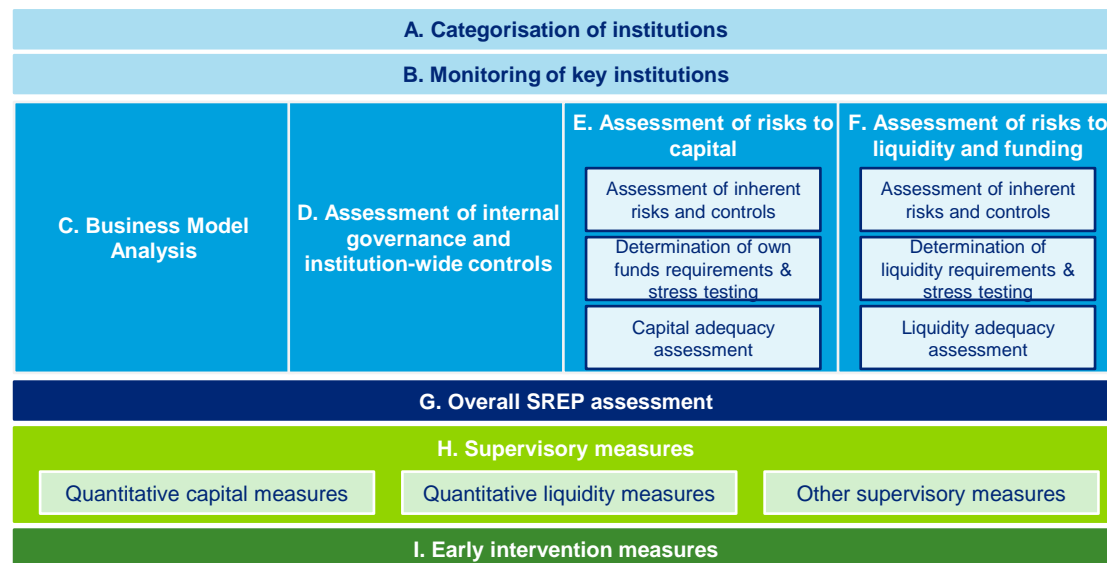 A. Categorisation of institutions
B. Monitoring of key institutions
C. Business Model
Analysis
D. Assessment of internal
governance and
institution-wide controls
E. Assessment of risks to
capital
Assessment of inherent
risks and controls
Determination of own
funds requirements &
stress testing
Capital adequacy
assessment
F. Assessment of risks to
liquidity and funding
Assessment of inherent
risks and controls
Determination of
liquidity requirements &
stress testing
Liquidity adequacy
assessment
G. Overall SREP assessment
H. Supervisory measures
Quantitative capital measures
Quantitative liquidity measures
Other supervisory measures
I. Early intervention measures